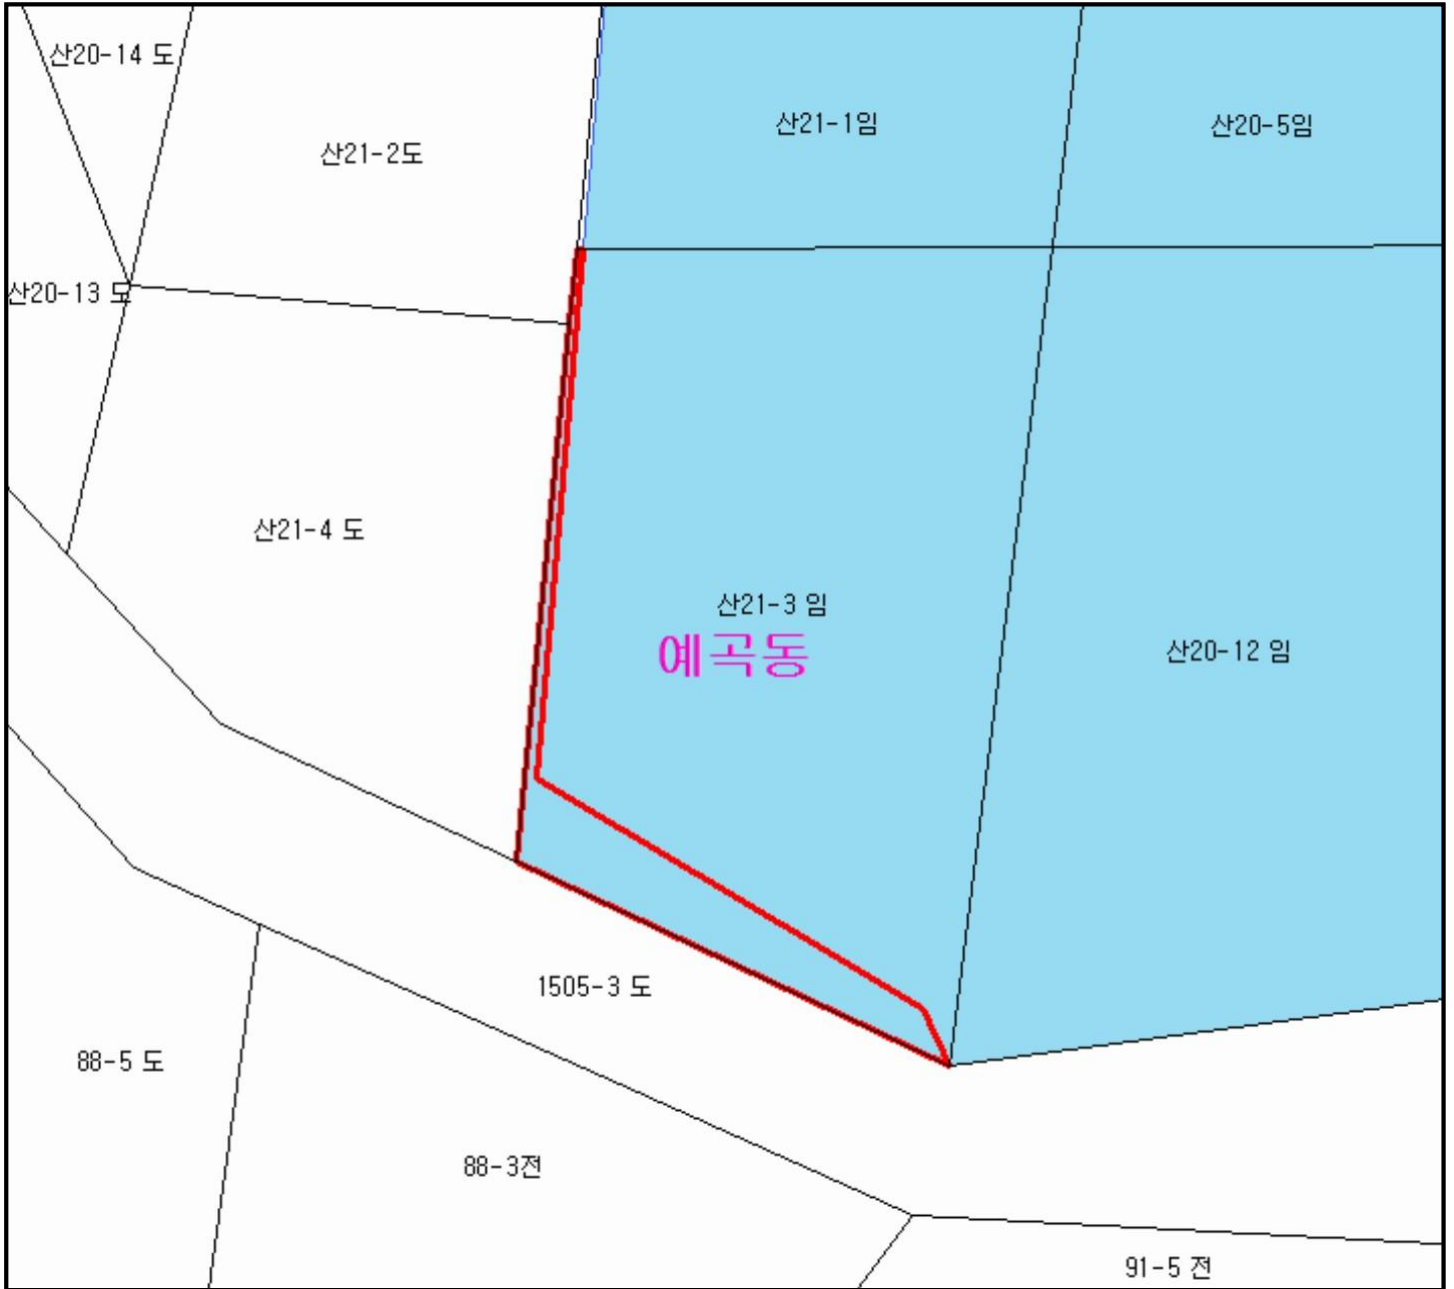 산20-14 도
산21-1임
산20-5임
산21-2도
산20-13 도
산21-4 도
산21-3 임
예곡동
산20-12 임
1505-3 도
88-5 도
88-3전
91-5 전